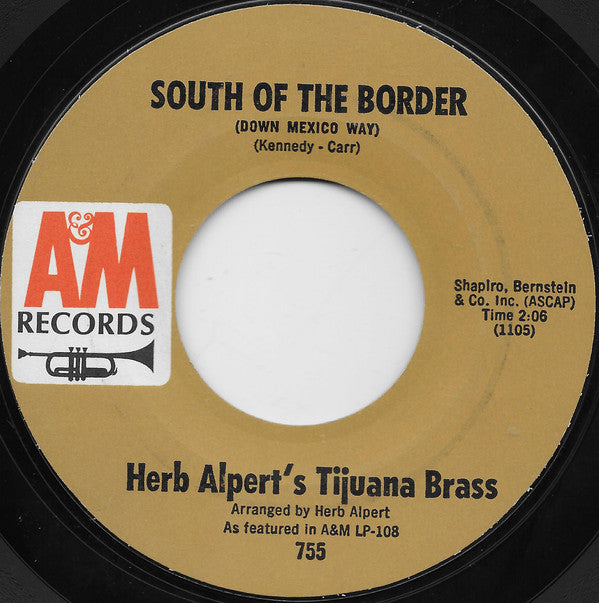 SOUTH OF THE BORDER
(DOWN MEXICO WAY)
(Kennedy - Carr)
A&M
RECORDS
Shapiro, Bernstein
& Co. Inc. (ASCAP)
Time 2:06
(1105)
Herb Alpert's Tijuana Brass
Arranged by Herb Alpert
As featured in A&M LP-108
755